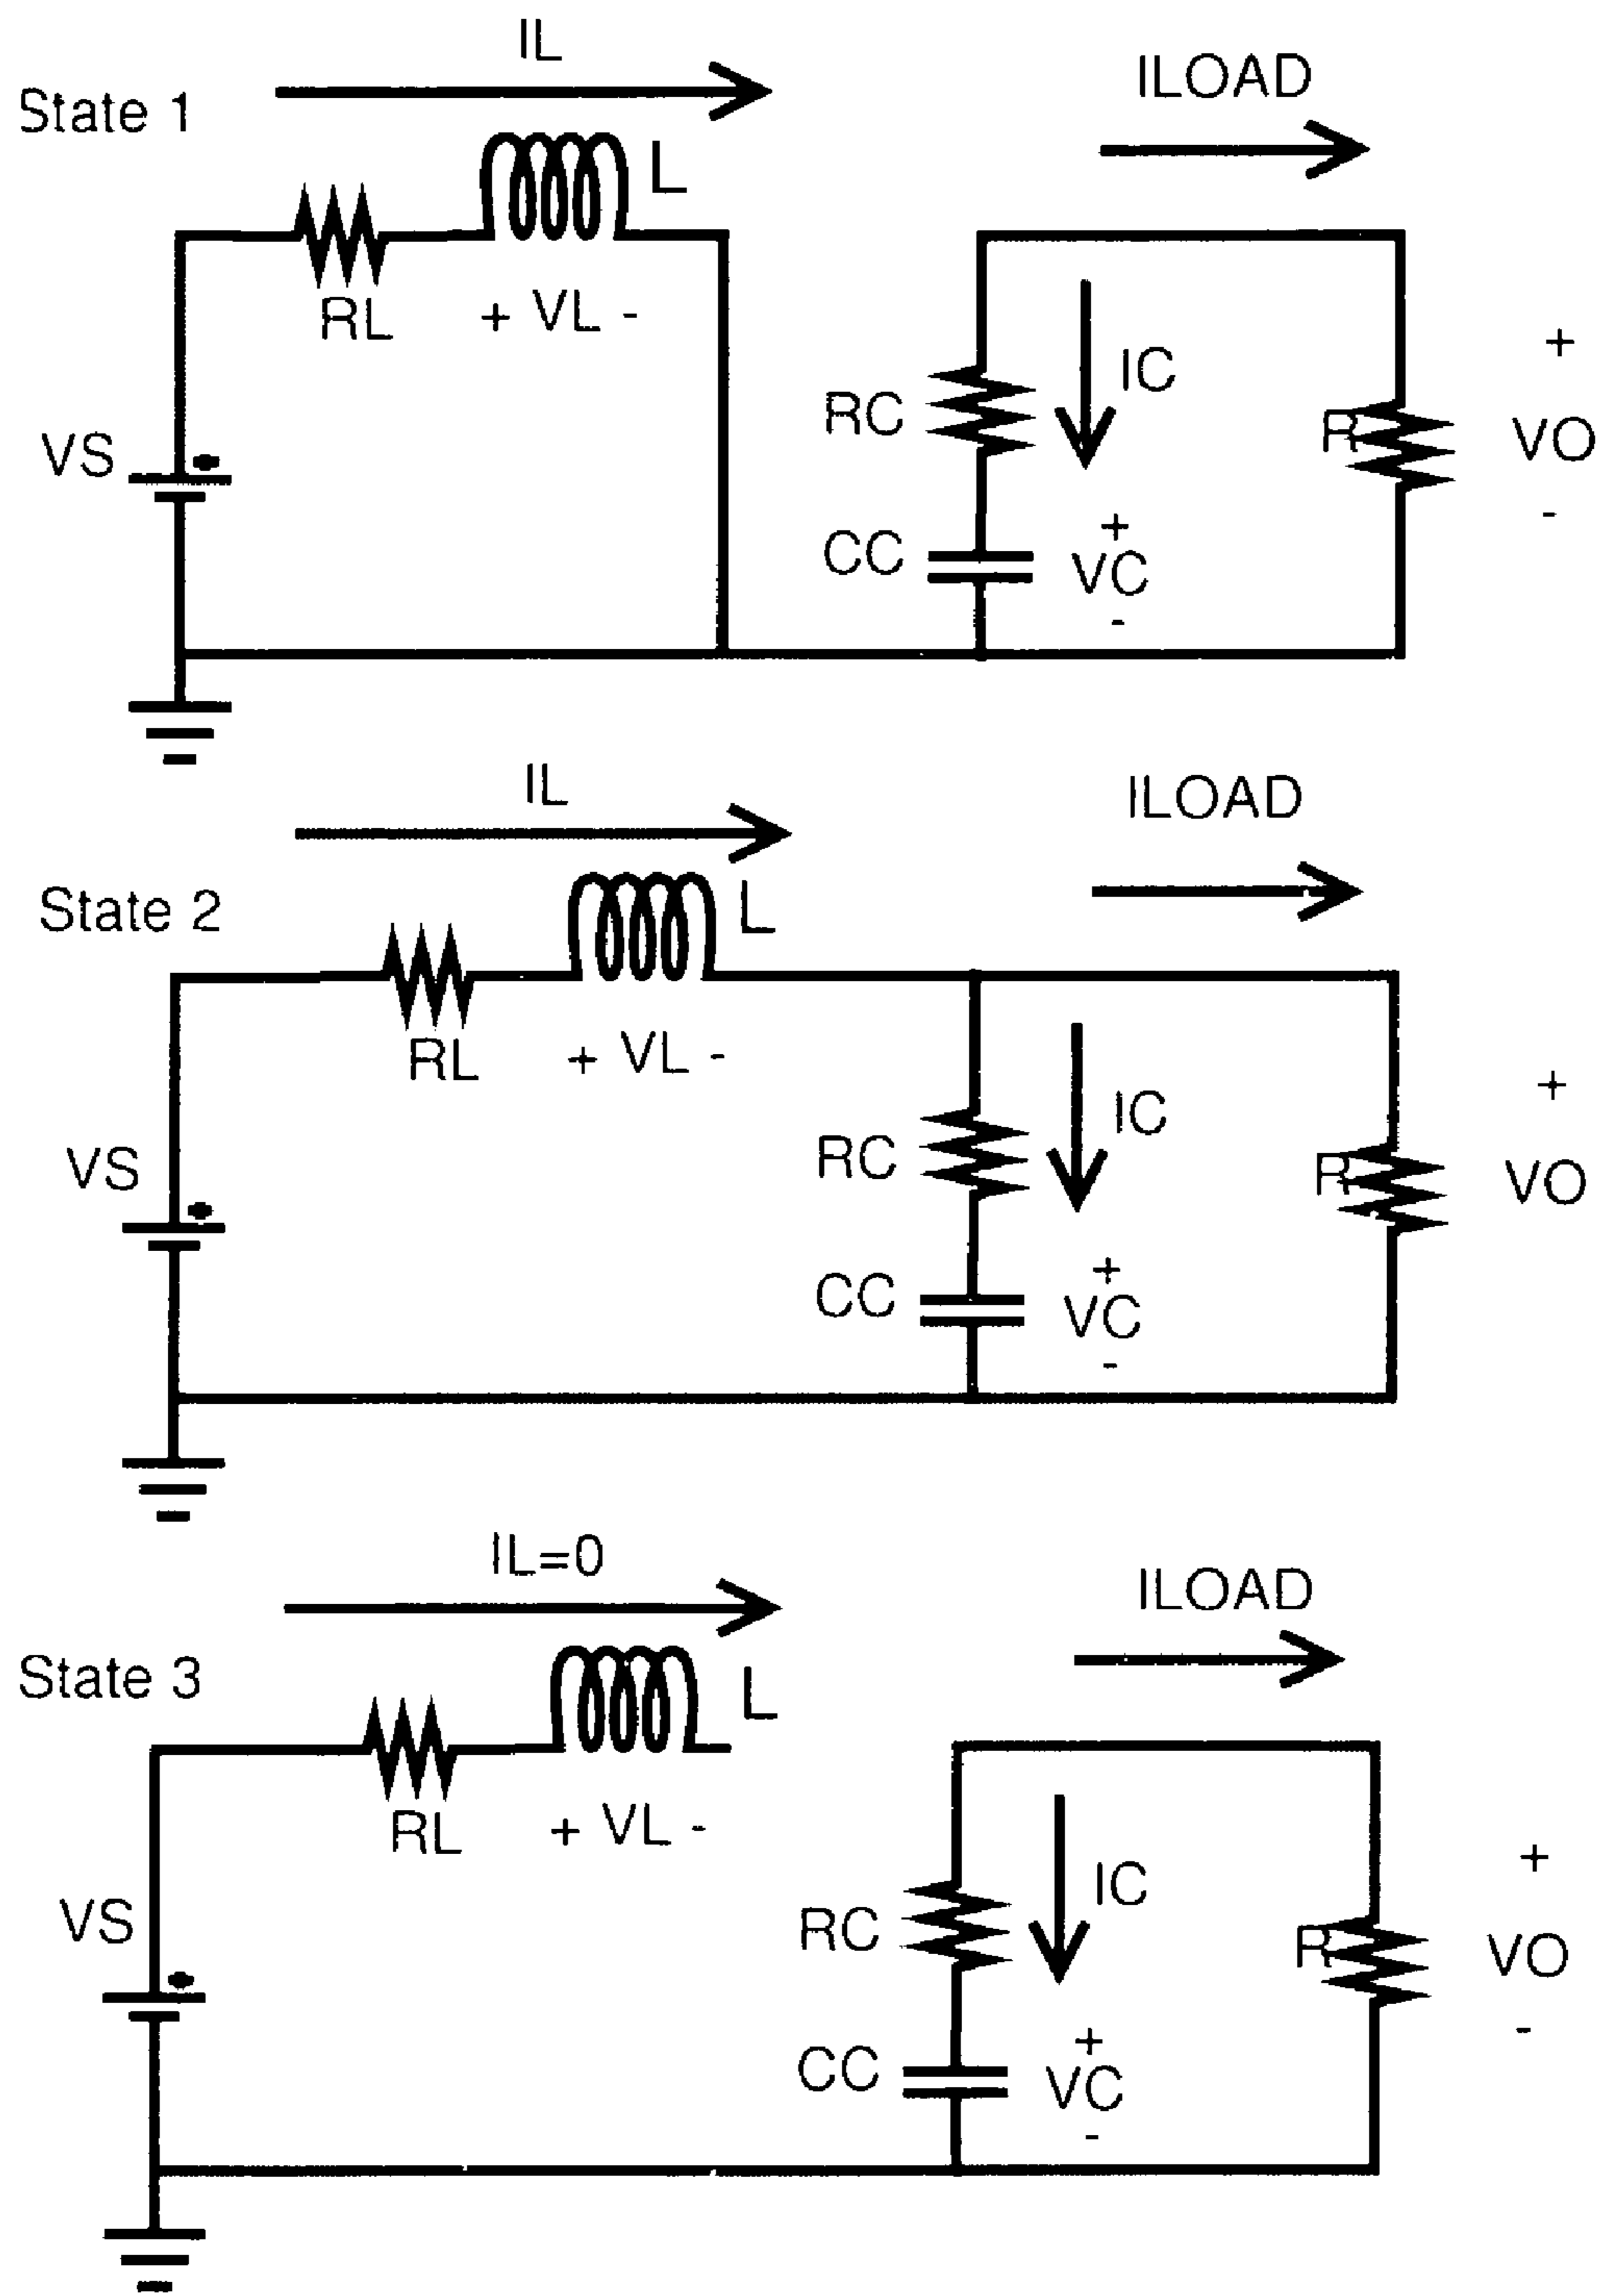 IL
ILOAD
State 1
L
RL
+ VL -
IC
RC
R
+
VO
-
VS
CC
+
VC
-
IL
ILOAD
State 2
L
RL
+ VL -
IC
RC
R
+
VO
VS
CC
+
VC
-
IL=0
ILOAD
State 3
L
RL
+ VL -
IC
RC
R
+
VO
-
VS
CC
+
VC
-